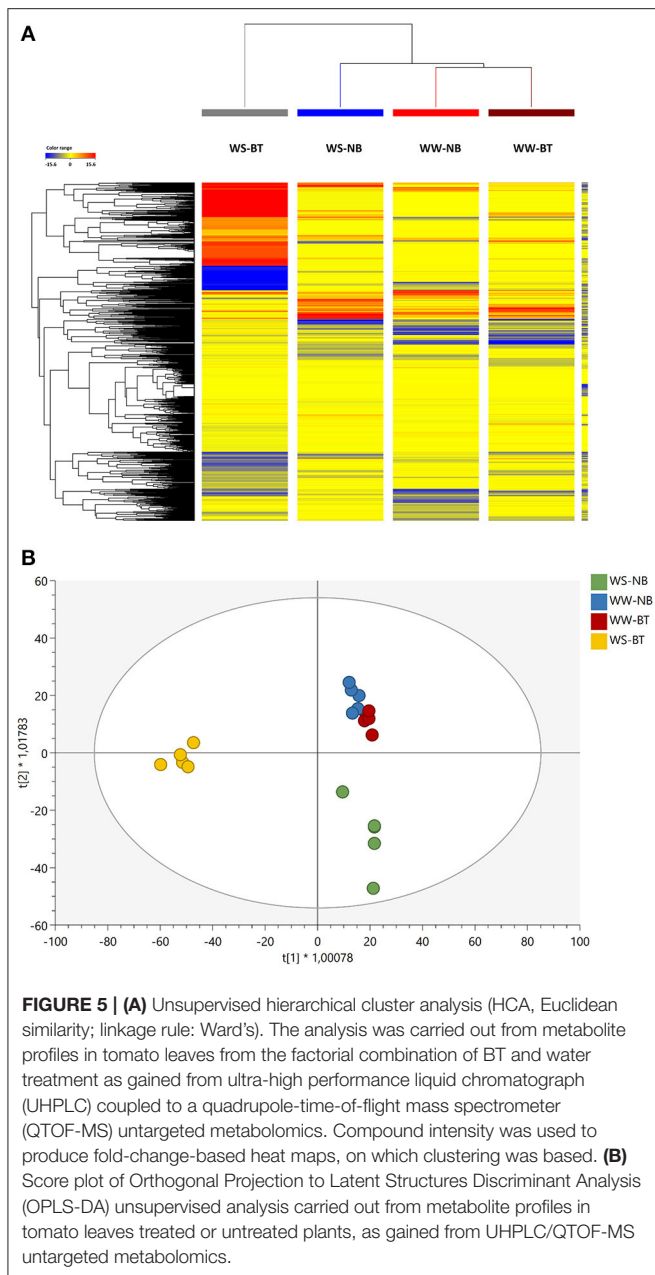 A
Color range
-15.6 0 15.6
WS-BT WS-NB WW-NB WW-BT
B
WS-NB
WW-NB
WW-BT
WS-BT
60
40
20
0
-20
-40
-60
t[2] * 1,01783
-100 -80 -60 -40 -20 0 20 40 60 80 100
t[1] * 1,00078
FIGURE 5 | (A) Unsupervised hierarchical cluster analysis (HCA, Euclidean
similarity; linkage rule: Ward's). The analysis was carried out from metabolite
profiles in tomato leaves from the factorial combination of BT and water
treatment as gained from ultra-high performance liquid chromatograph
(UHPLC) coupled to a quadrupole-time-of-flight mass spectrometer
(QTOF-MS) untargeted metabolomics. Compound intensity was used to
produce fold-change-based heat maps, on which clustering was based. (B)
Score plot of Orthogonal Projection to Latent Structures Discriminant Analysis
(OPLS-DA) unsupervised analysis carried out from metabolite profiles in
tomato leaves treated or untreated plants, as gained from UHPLC/QTOF-MS
untargeted metabolomics.